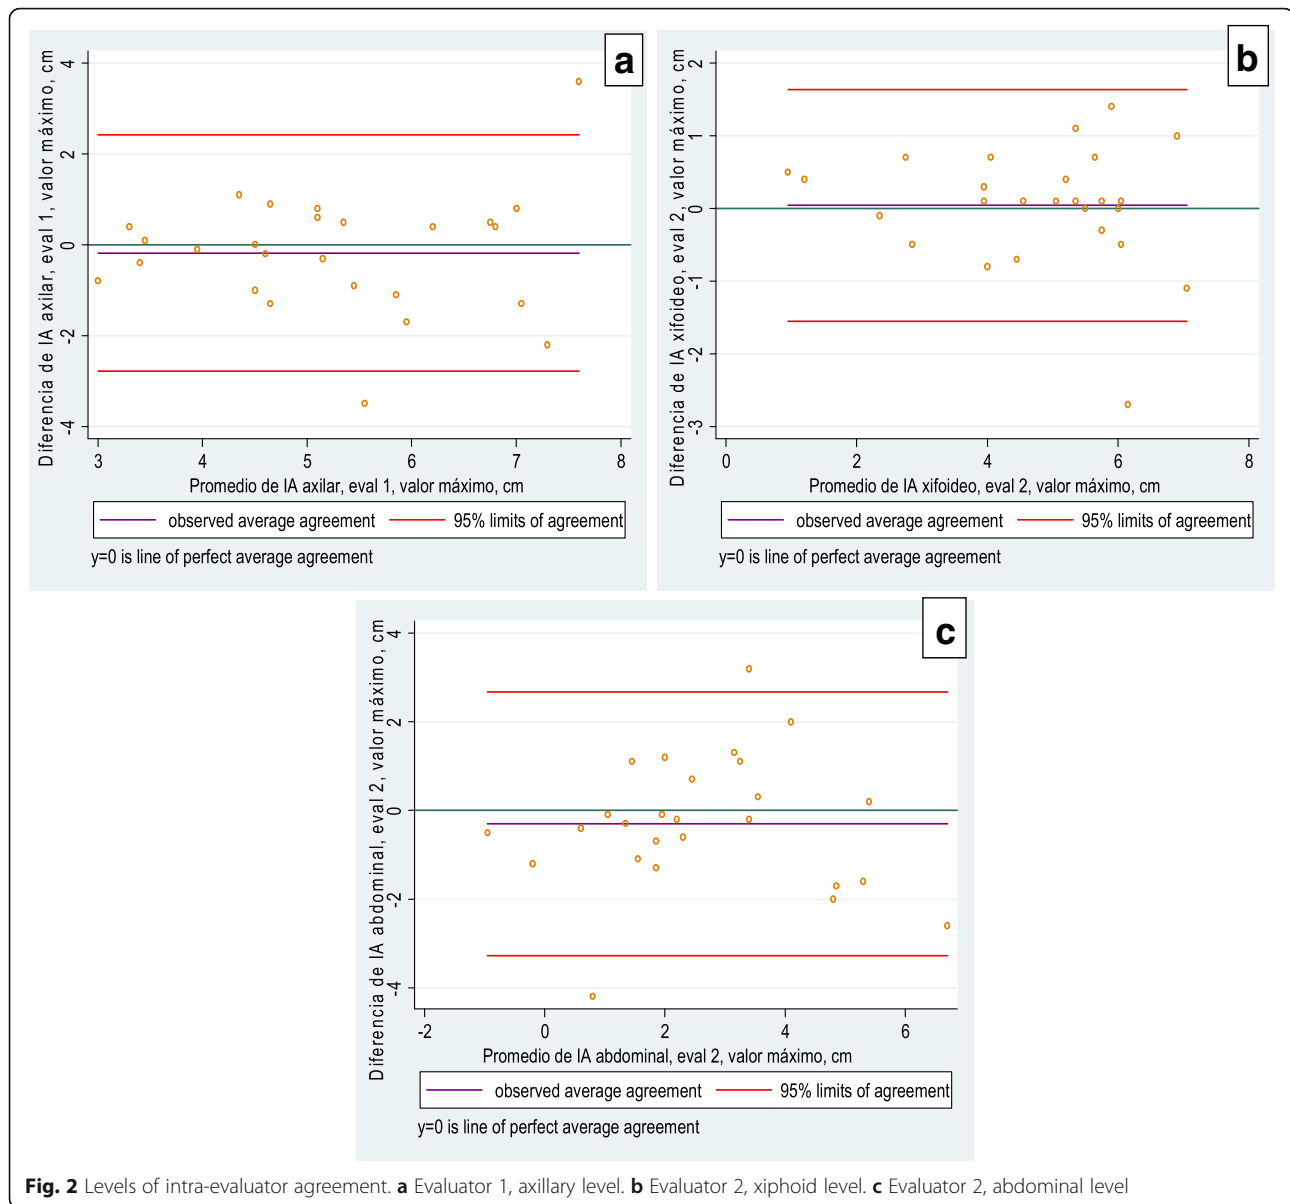 a
Diferencia de IA axilar, eval 1, valor máximo, cm
4
2
0
-2
-4
3 4 5 6 7 8
Promedio de IA axilar, eval 1, valor máximo, cm
observed average agreement 95% limits of agreement
y=0 is line of perfect average agreement
b
Diferencia de IA xifoideo, eval 2, valor máximo, cm
2
1
0
-1
-2
-3
0 2 4 6 8
Promedio de IA xifoideo, eval 2, valor máximo, cm
observed average agreement 95% limits of agreement
y=0 is line of perfect average agreement
c
Diferencia de IA abdominal, eval 2, valor máximo, cm
4
2
0
-2
-4
-2 0 2 4 6
Promedio de IA abdominal, eval 2, valor máximo, cm
observed average agreement 95% limits of agreement
y=0 is line of perfect average agreement
Fig. 2 Levels of intra-evaluator agreement. a Evaluator 1, axillary level. b Evaluator 2, xiphoid level. c Evaluator 2, abdominal level